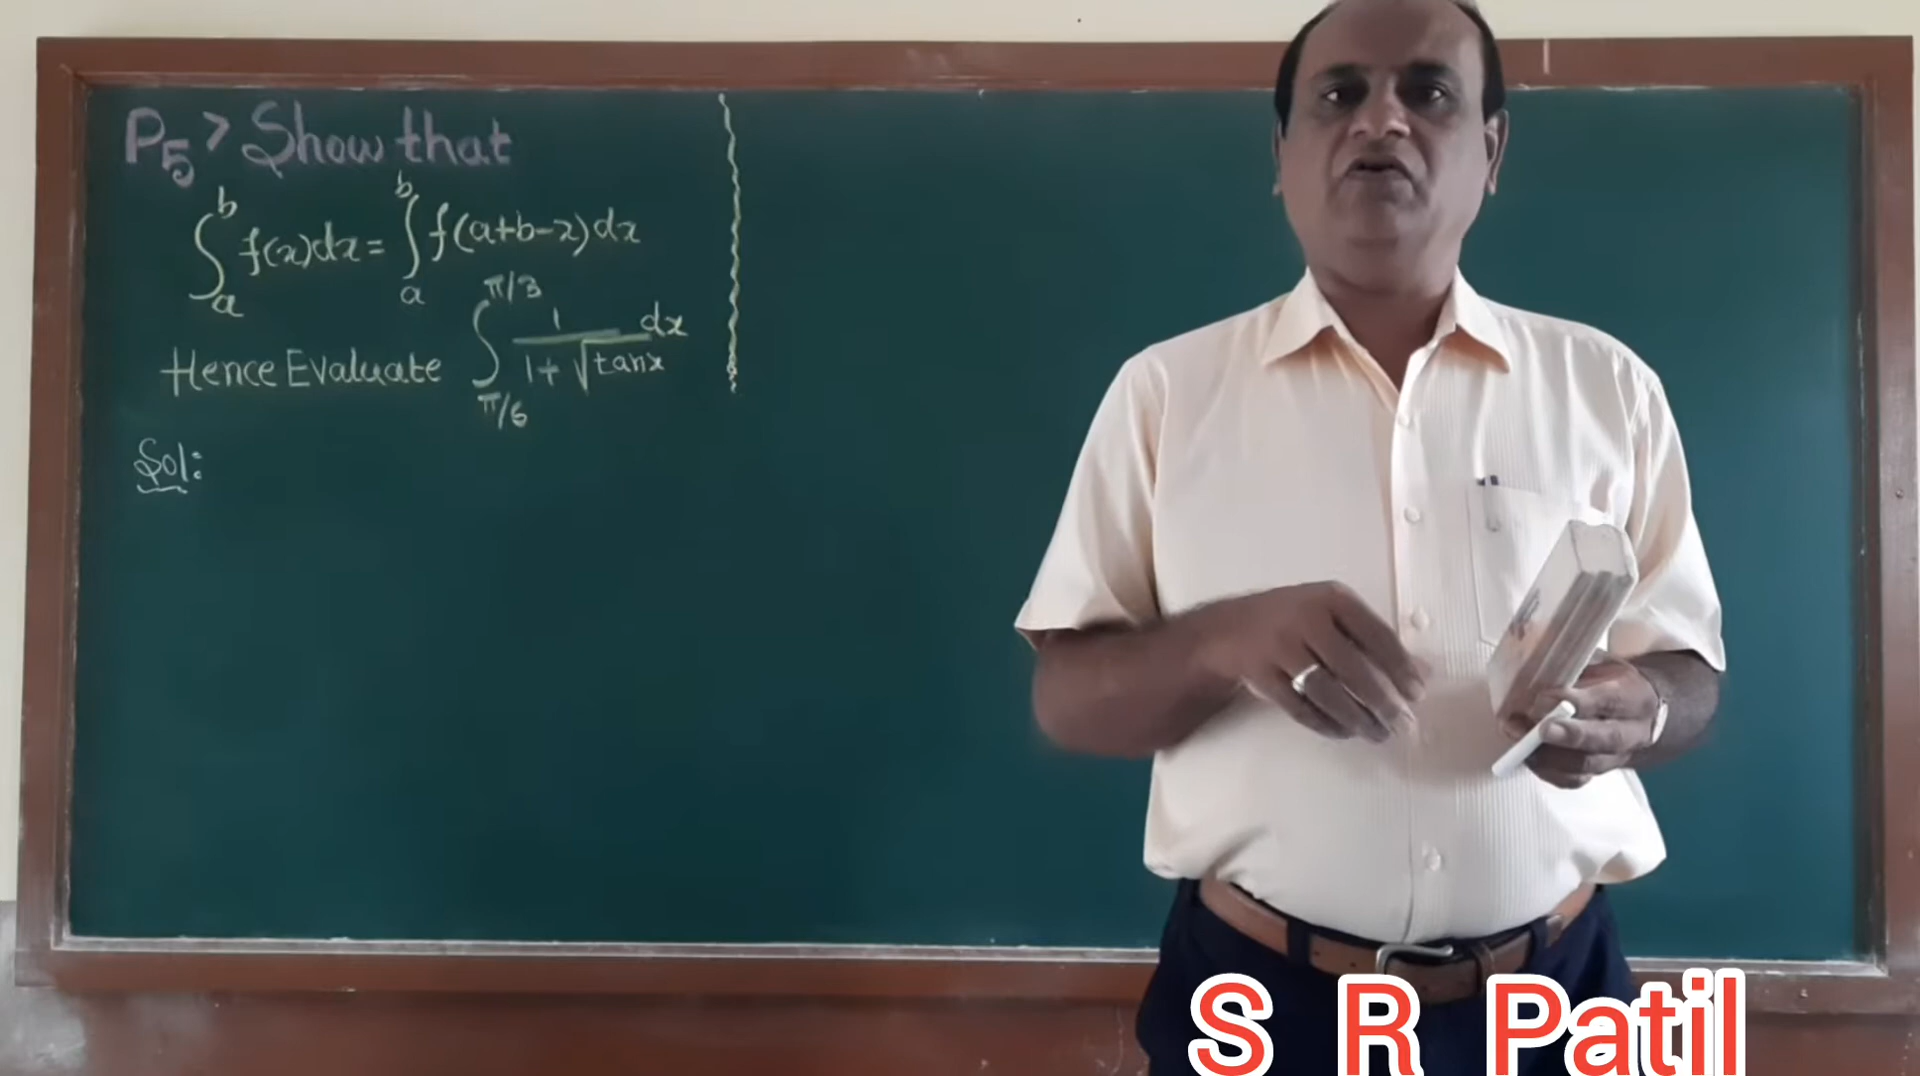 P5> Show that
∫_a^b f(x)dx = ∫_a^b f(a+b-x)dx
Hence Evaluate ∫_{π/6}^{π/3} 1/(1+√tanx) dx
Sol:
S R Patil